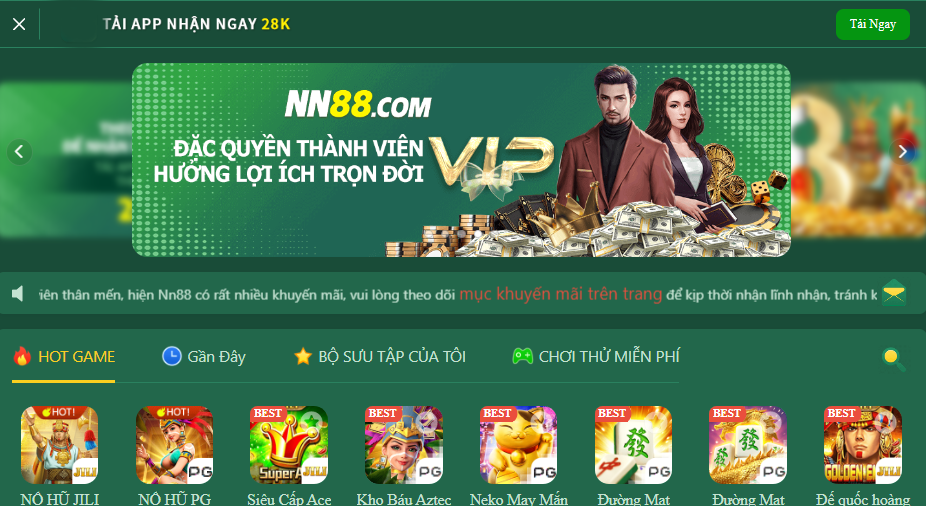 TẢI APP NHẬN NGAY 28K
Tải Ngay
NN88.COM
ĐẶC QUYỀN THÀNH VIÊN
HƯỞNG LỢI ÍCH TRỌN ĐỜI
VIP
viên thân mến, hiện Nn88 có rất nhiều khuyến mãi, vui lòng theo dõi mục khuyến mãi trên trang để kịp thời nhận lĩnh nhận, tránh k
HOT GAME
Gần Đây
BỘ SƯU TẬP CỦA TÔI
CHƠI THỬ MIỄN PHÍ
HOT! HOT! BEST BEST BEST BEST BEST BEST
JILI PG SuperA JILI PG PG PG PG GOLDEN JILI
NỔ HŨ JILI
NỔ HŨ PG
Siêu Cấp Ace
Kho Báu Aztec
Neko May Mắn
Đường Mạt
Đường Mạt
Đế quốc hoàng